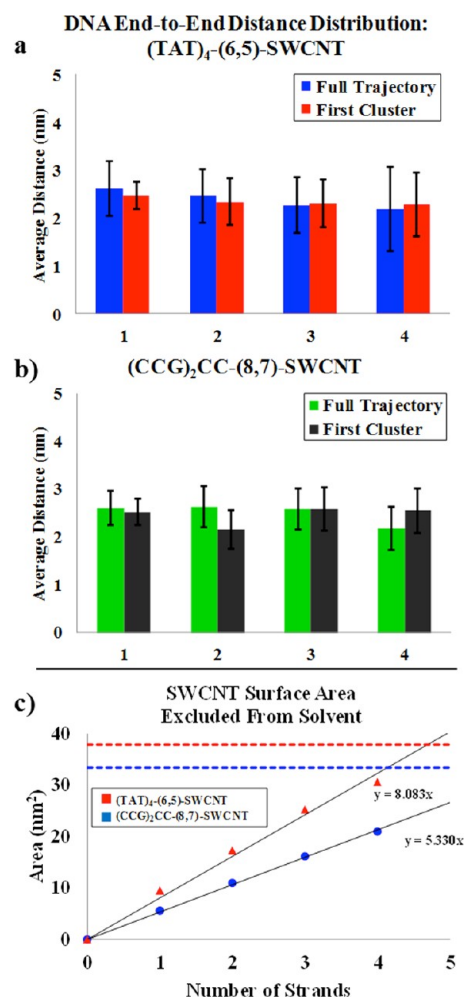 DNA End-to-End Distance Distribution:
a
(TAT)₄-(6,5)-SWCNT
5
4
3
2
1
0
Average Distance (nm)
Full Trajectory
First Cluster
1 2 3 4
b)
(CCG)₂CC-(8,7)-SWCNT
5
4
3
2
1
0
Average Distance (nm)
Full Trajectory
First Cluster
1 2 3 4
c)
SWCNT Surface Area
Excluded From Solvent
40
30
20
10
0
Area (nm²)
(TAT)₄-(6,5)-SWCNT
(CCG)₂CC-(8,7)-SWCNT
y = 8.083x
y = 5.330x
0 1 2 3 4 5
Number of Strands